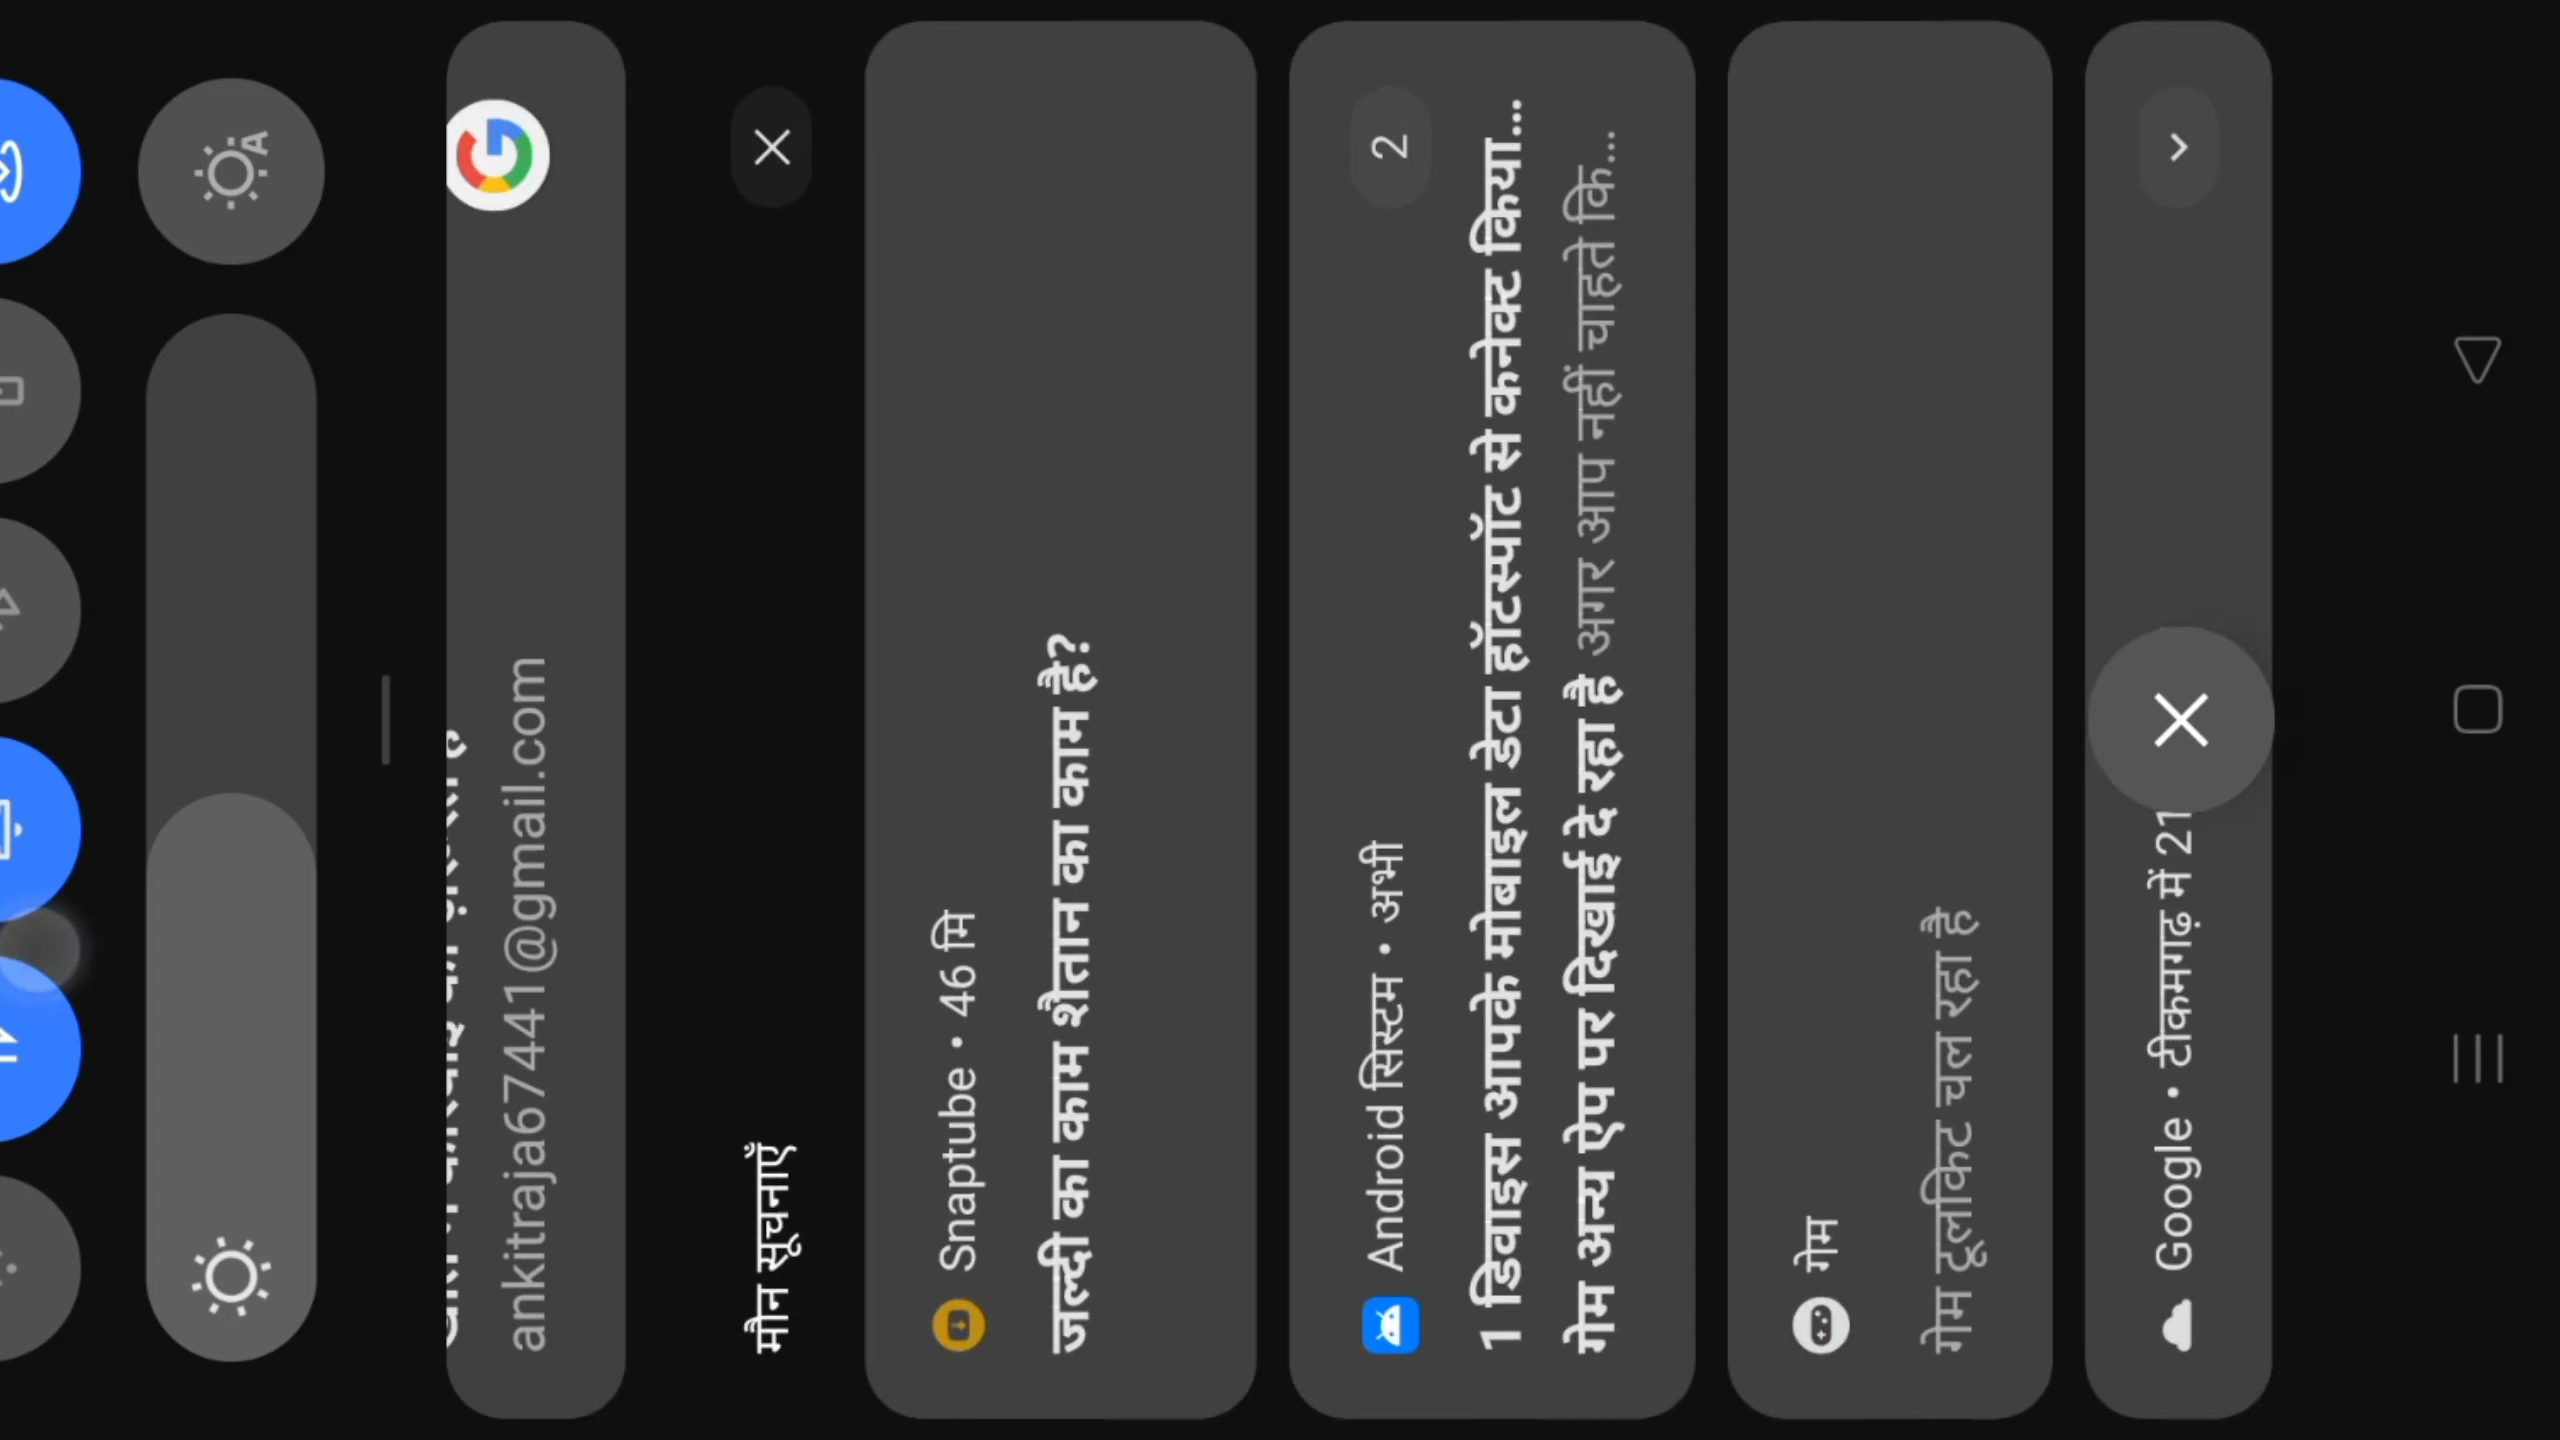 ankitraja67441@gmail.com
मौन सूचनाएँ
Snaptube • 46 मि
जल्दी का काम शैतान का काम है?
Android सिस्टम • अभी
2
1 डिवाइस आपके मोबाइल डेटा हॉटस्पॉट से कनेक्ट किया...
गेम अन्य ऐप पर दिखाई दे रहा है अगर आप नहीं चाहते कि...
गेम
गेम टूलकिट चल रहा है
Google • टीकमगढ़ में 21